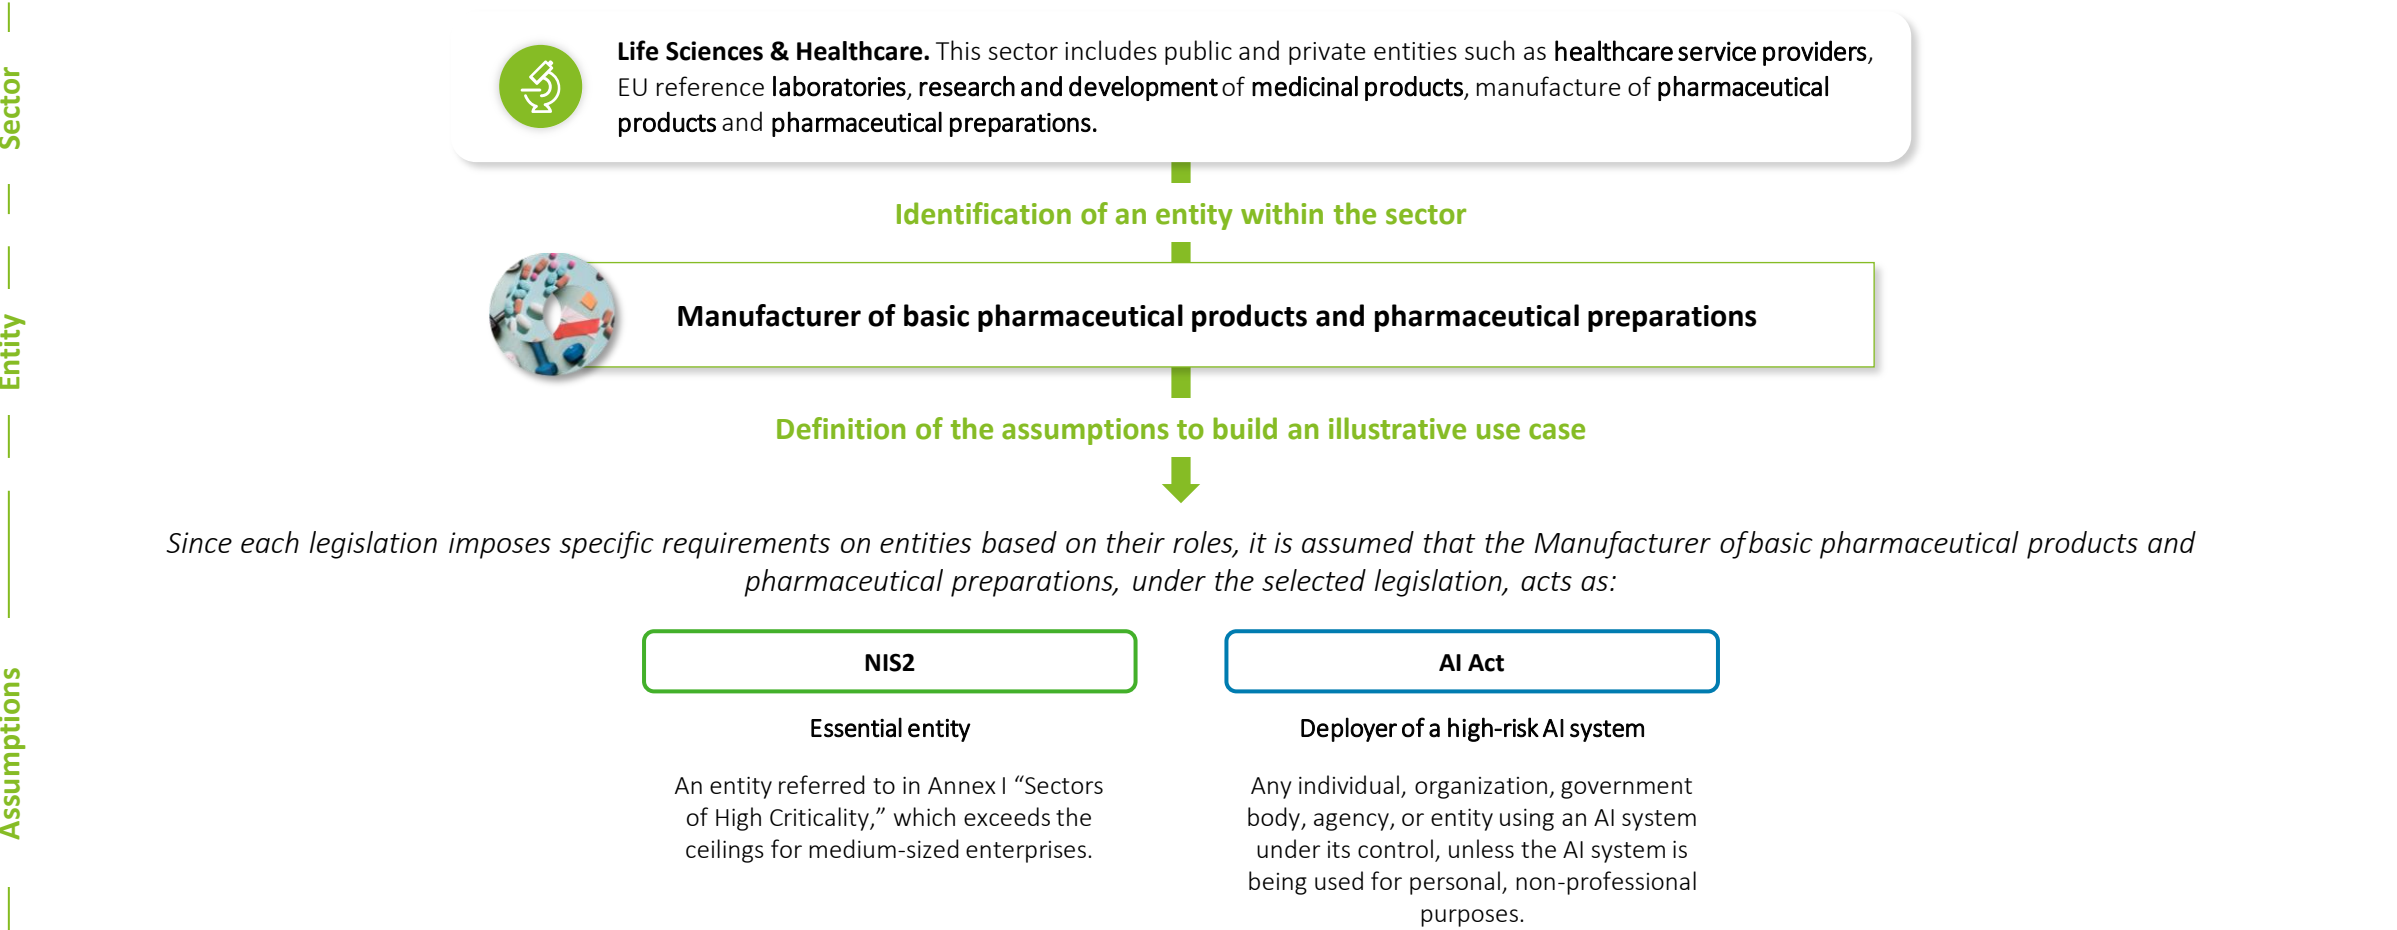 Sector
Life Sciences & Healthcare. This sector includes public and private entities such as healthcare service providers,
EU reference laboratories, research and development of medicinal products, manufacture of pharmaceutical
products and pharmaceutical preparations.
Identification of an entity within the sector
Entity
Manufacturer of basic pharmaceutical products and pharmaceutical preparations
Definition of the assumptions to build an illustrative use case
Assumptions
Since each legislation imposes specific requirements on entities based on their roles, it is assumed that the Manufacturer of basic pharmaceutical products and
pharmaceutical preparations, under the selected legislation, acts as:
NIS2
Essential entity
An entity referred to in Annex I “Sectors
of High Criticality,” which exceeds the
ceilings for medium-sized enterprises.
AI Act
Deployer of a high-risk AI system
Any individual, organization, government
body, agency, or entity using an AI system
under its control, unless the AI system is
being used for personal, non-professional
purposes.